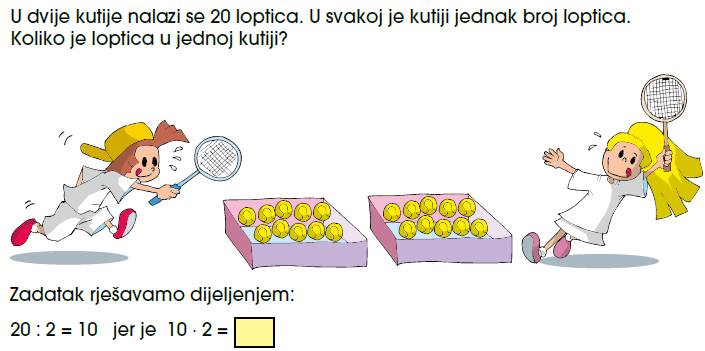 U dvije kutije nalazi se 20 loptica. U svakoj je kutiji jednak broj loptica.
Koliko je loptica u jednoj kutiji?
Zadatak rješavamo dijeljenjem:
20 : 2 = 10 jer je 10 · 2 =